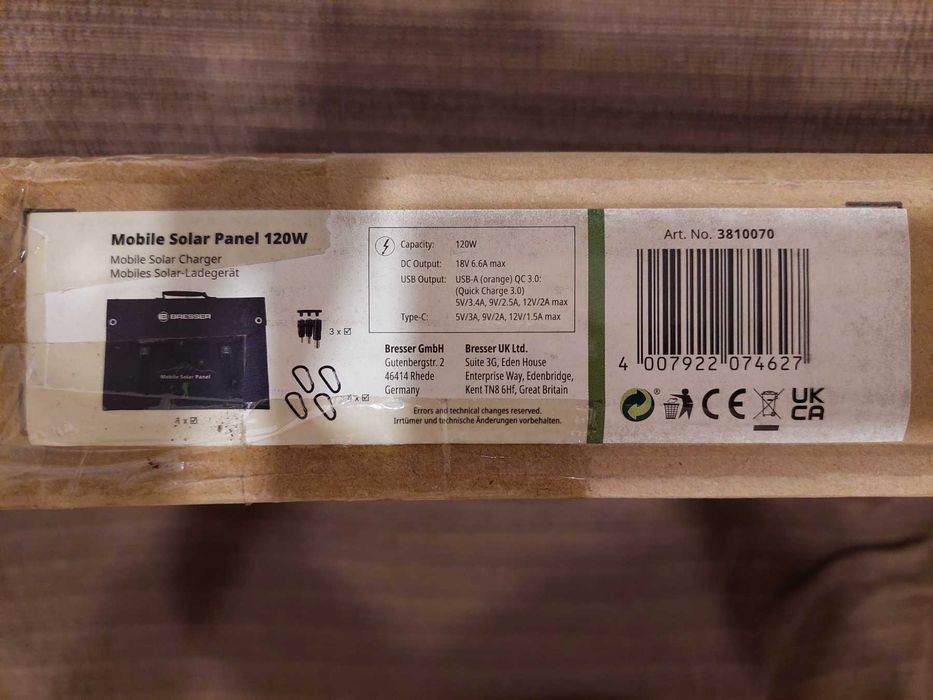 Mobile Solar Panel 120W
Mobile Solar Charger
Mobiles Solar-Ladegerät
BRESSER
Mobile Solar Panel
3 x
x
x
Capacity: 120W
DC Output: 18V 6.6A max
USB Output: USB-A (orange) QC 3.0:
(Quick Charge 3.0)
5V/3.4A, 9V/2.5A, 12V/2A max
Type-C: 5V/3A, 9V/2A, 12V/1.5A max
Bresser GmbH
Gutenbergstr. 2
46414 Rhede
Germany
Bresser UK Ltd.
Suite 3G, Eden House
Enterprise Way, Edenbridge,
Kent TN8 6Hf, Great Britain
Errors and technical changes reserved.
Irrtümer und technische Änderungen vorbehalten.
Art. No. 3810070
4 007922 074627
CE
UK
CA